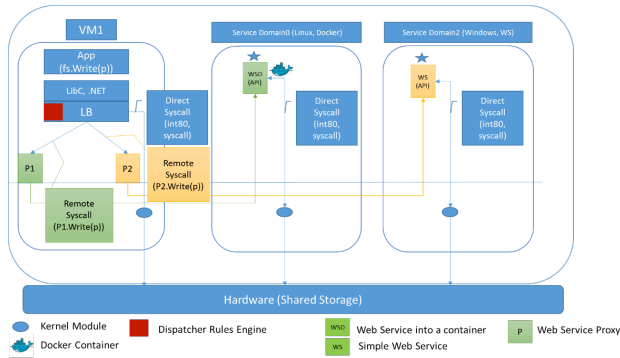 VM1
Service Domain0 (Linux, Docker)
Service Domain2 (Windows, WS)
App
(fs.Write(p))
LibC, .NET
LB
Direct
Syscall
(int80,
syscall)
WSD
(API)
Direct
Syscall
(int80,
syscall)
WS
(API)
Direct
Syscall
(int80,
syscall)
P1
P2
Remote
Syscall
(P2.Write(p))
Remote
Syscall
(P1.Write(p))
Hardware (Shared Storage)
Kernel Module
Docker Container
Dispatcher Rules Engine
WSD
Web Service into a container
WS
Simple Web Service
P
Web Service Proxy